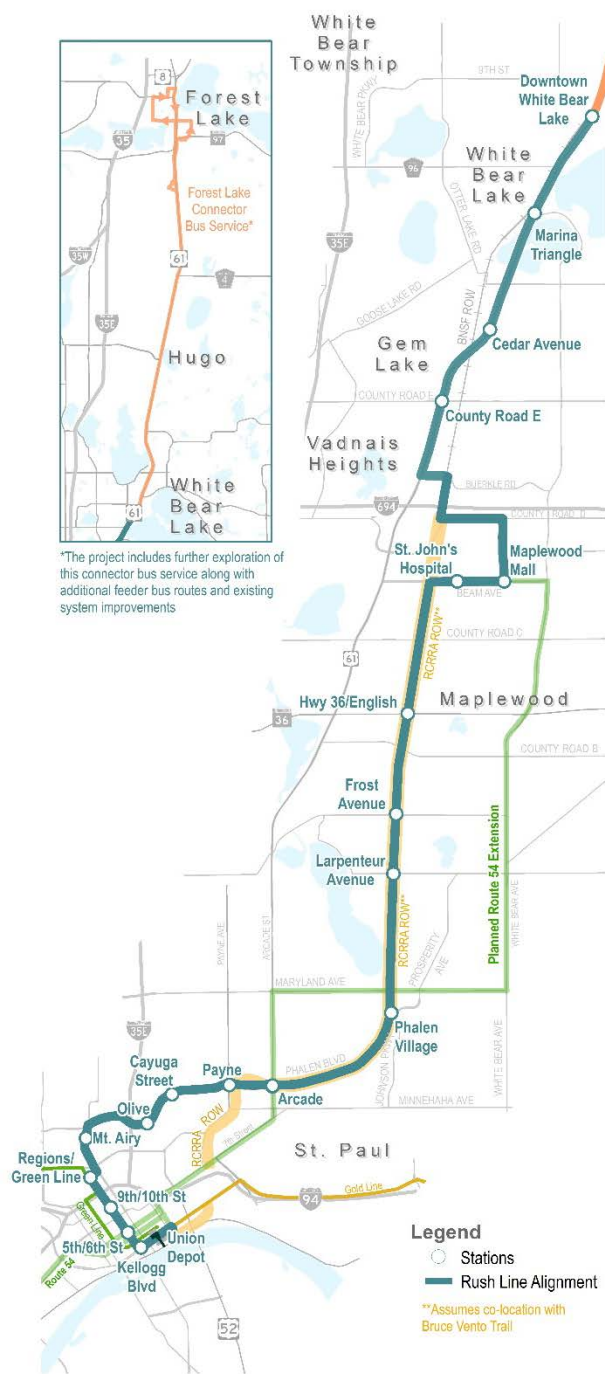 White
Bear
Township
8
Forest
Lake
35
97
Forest Lake
Connector
Bus Service*
61
35W
4
35E
Hugo
White
Bear
Lake
61
*The project includes further exploration of
this connector bus service along with
additional feeder bus routes and existing
system improvements
9TH ST
Downtown
White Bear
Lake
WHITE BEAR PKWY
96
White
Bear
Lake
OTTER LAKE RD
35E
Marina
Triangle
GOOSE LAKE RD
BNSF ROW
Cedar Avenue
Gem
Lake
COUNTY ROAD E
County Road E
Vadnais
Heights
BUERKLE RD
694
COUNTY ROAD D
St. John's
Hospital
Maplewood
Mall
BEAM AVE
RCRRA ROW**
COUNTY ROAD C
61
Maplewood
Hwy 36/English
36
COUNTY ROAD B
Frost
Avenue
Larpenteur
Avenue
Planned Route 54 Extension
WHITE BEAR AVE
PAYNE AVE
ARCADE ST
RCRRA ROW**
PROSPERITY
AVE
MARYLAND AVE
Phalen
Village
35E
Cayuga
Street
Payne
PHALEN BLVD
JOHNSON PKWY
WHITE BEAR AVE
Arcade
MINNEHAHA AVE
Olive
Mt. Airy
RCRRA ROW
7th Street
St. Paul
Regions/
Green Line
94
Gold Line
9th/10th St
Green Line
5th/6th St
Union
Depot
Route 54
Kellogg
Blvd
52
Legend
Stations
Rush Line Alignment
**Assumes co-location with
Bruce Vento Trail